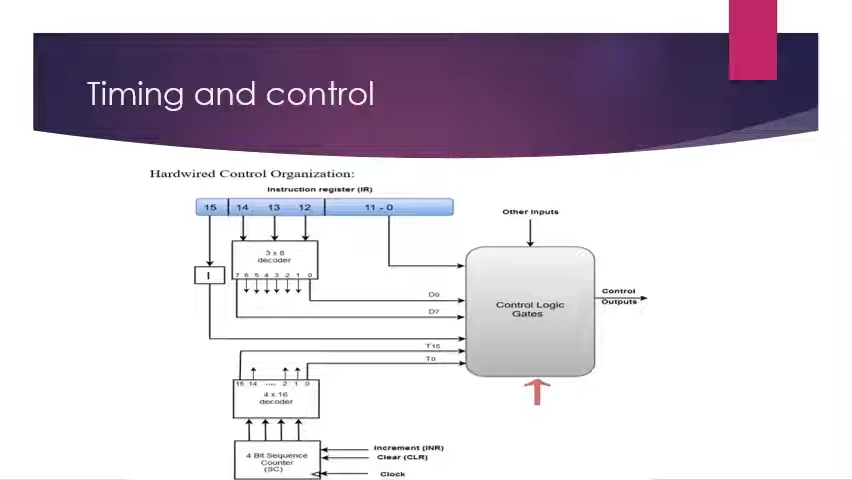 Timing and control
Hardwired Control Organization:
Instruction register (IR)
15 14 13 12 11 - 0
Other inputs
3 x 8
decoder
I
7 6 5 4 3 2 1 0
D0
D7
Control Logic
Gates
Control
Outputs
T15
T0
15 14 .... 2 1 0
4 x 16
decoder
4 Bit Sequence
Counter
(SC)
Increment (INR)
Clear (CLR)
Clock